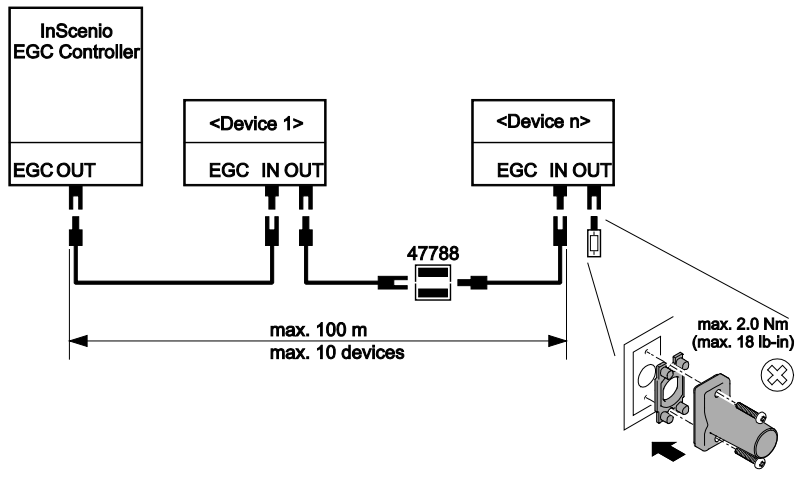 InScenio
EGC Controller
EGC OUT
<Device 1>
EGC IN OUT
<Device n>
EGC IN OUT
47788
max. 100 m
max. 10 devices
max. 2.0 Nm
(max. 18 lb-in)